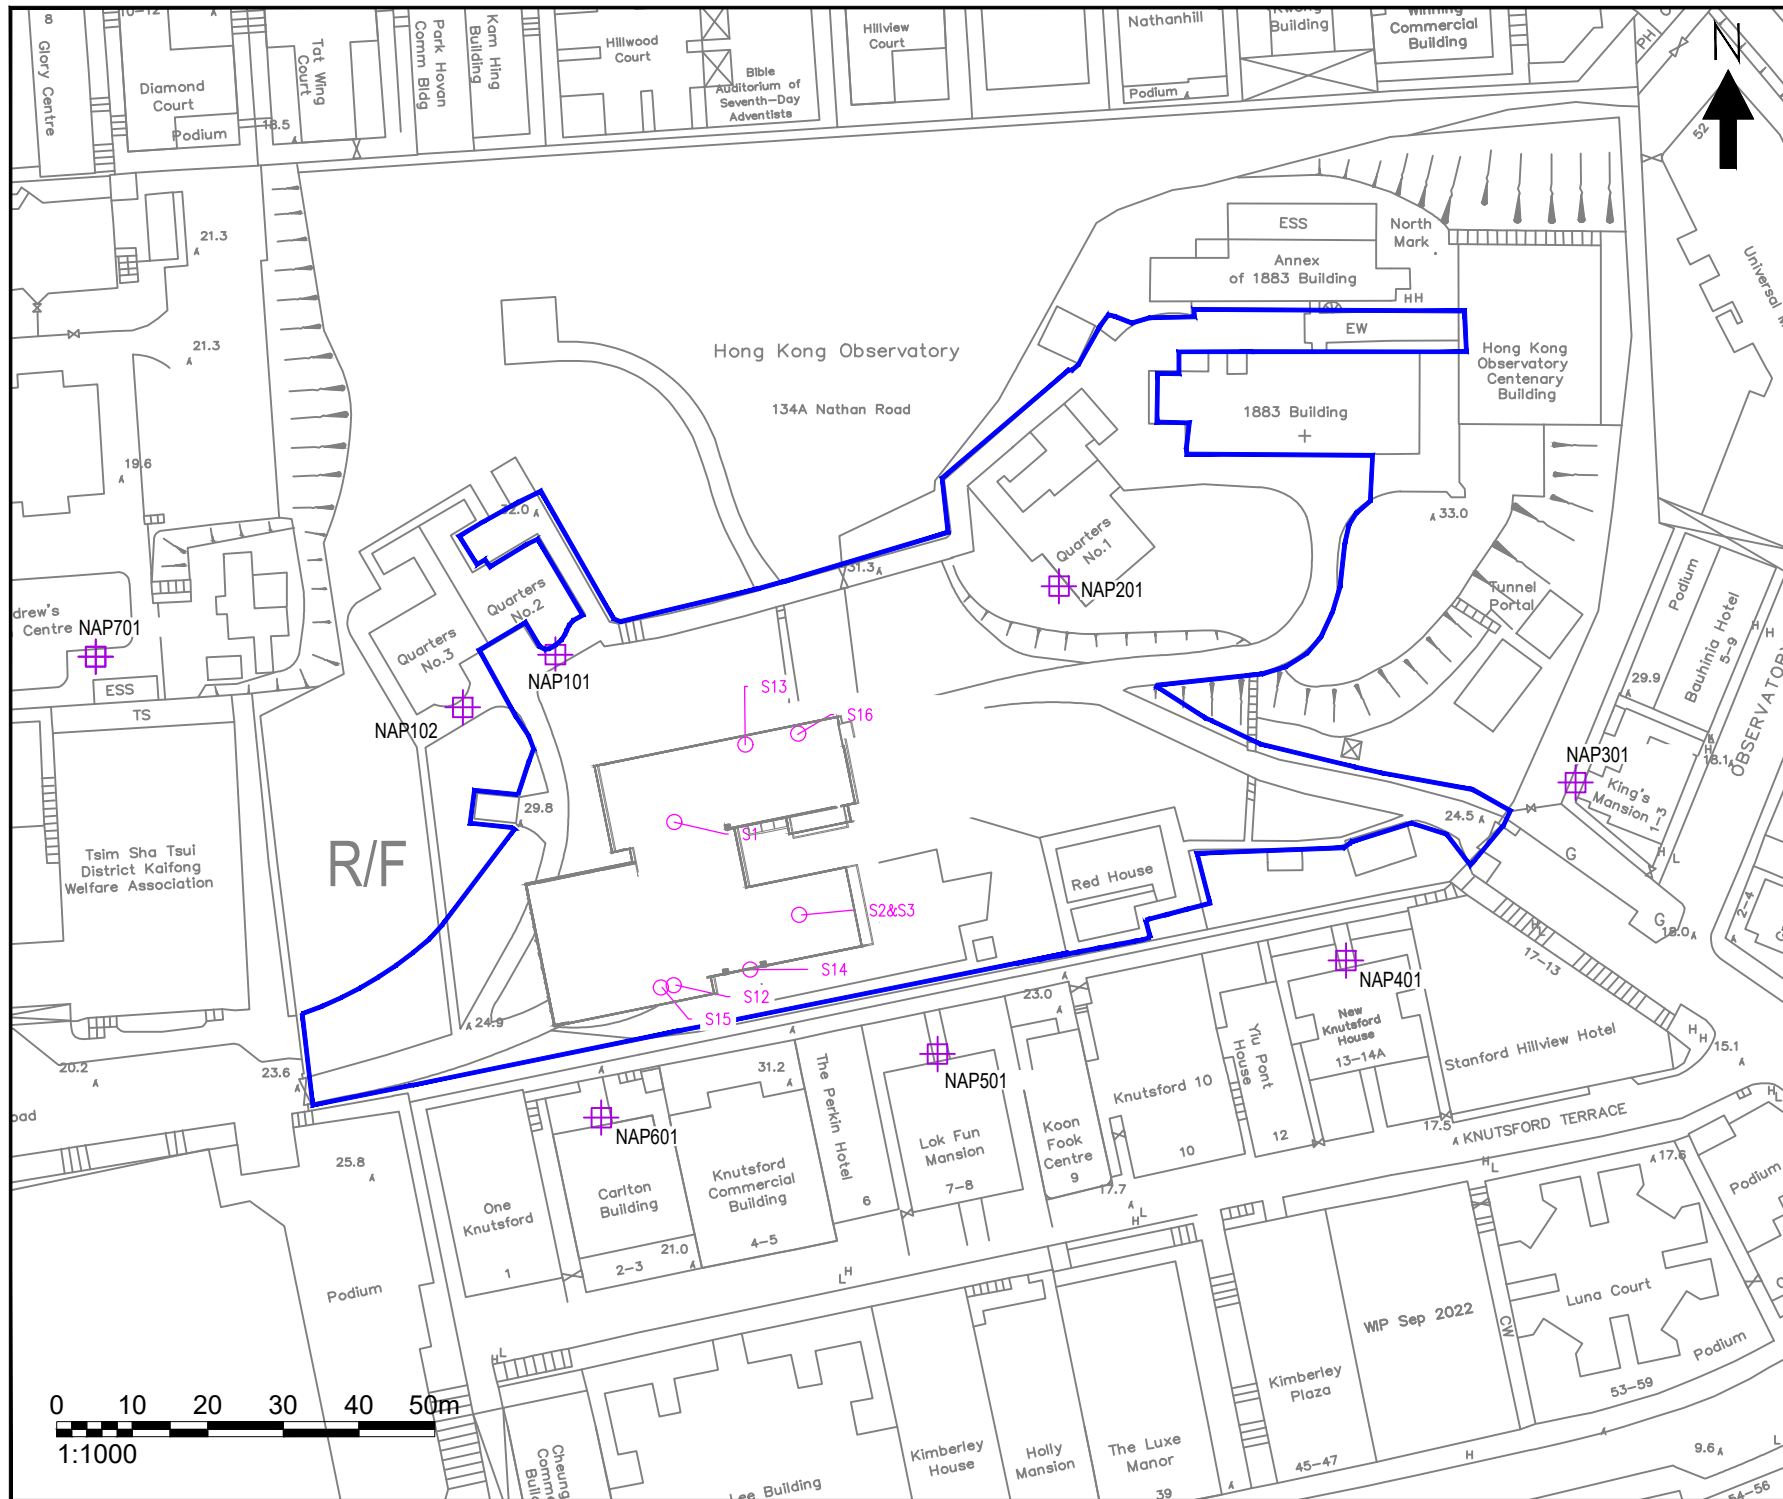 8
Glory Centre
10-12
Diamond
Court
Podium
Tat Wing
Court
18.5
Park Hovan
Comm Bldg
Kam Hing
Building
Hillwood
Court
Bible
Auditorium of
Seventh-Day
Adventists
Hillview
Court
Nathanhill
Podium
Building
Winning
Commercial
Building
PH
N
52
21.3
21.3
19.6
Hong Kong Observatory
134A Nathan Road
ESS
Annex
of 1883 Building
North
Mark
HH
EW
1883 Building
Hong Kong
Observatory
Centenary
Building
Universal
32.0
31.3
33.0
Quarters
No.1
Quarters
No.2
Quarters
No.3
Tunnel
Portal
Podium
Bauhinia Hotel
5-9
H H
29.9
OBSERVATORY
18.1
H
drew's
Centre
NAP701
ESS
TS
NAP101
NAP102
NAP201
NAP301
King's
Mansion
1-3
S13
S16
S1
S2&S3
S14
S12
S15
29.8
R/F
Tsim Sha Tsui
District Kaifong
Welfare Association
Red House
24.5
G
G
H L
2-4
18.0
17-13
24.9
23.6
20.2
oad
23.0
31.2
25.8
NAP401
NAP501
NAP601
New
Knutsford
House
13-14A
Stanford Hillview Hotel
H H
15.1
H L
Yiu Pont
House
12
Knutsford 10
10
Koon
Fook
Centre
9
Lok Fun
Mansion
7-8
The Perkin Hotel
6
Knutsford
Commercial
Building
4-5
Carlton
Building
2-3
21.0
One
Knutsford
1
17.5
KNUTSFORD TERRACE
17.6
17.7
H L
H L
L H
H L
Podium
Podium
Podium
Luna Court
53-59
CW
WIP Sep 2022
Kimberley
Plaza
45-47
The Luxe
Manor
39
Holly
Mansion
Kimberley
House
Lee Building
Cheung
H
9.6
L
54-56
0 10 20 30 40 50m
1:1000